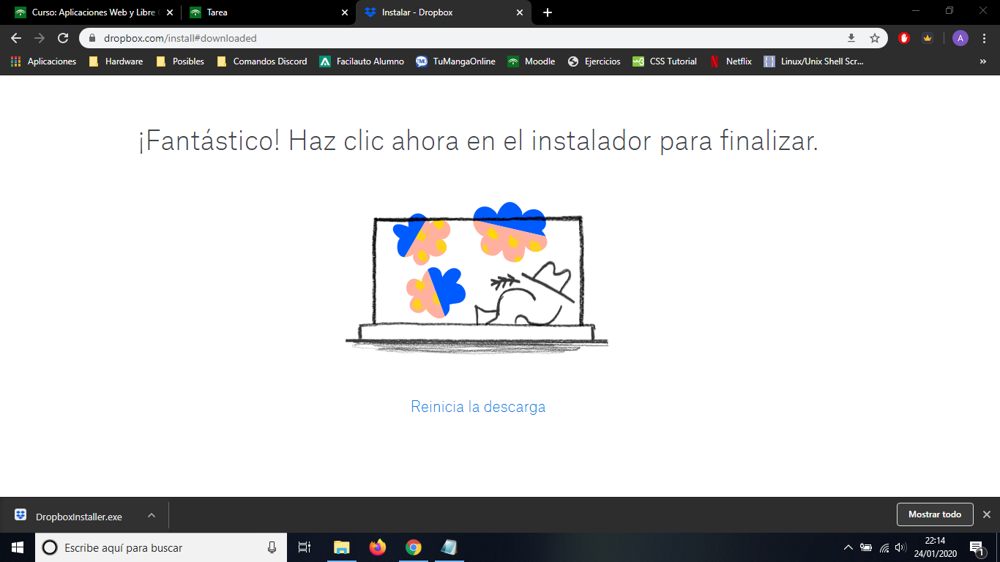 Curso: Aplicaciones Web y Libre
Tarea
Instalar - Dropbox
dropbox.com/install#downloaded
A
Aplicaciones
Hardware
Posibles
Comandos Discord
Facilauto Alumno
TuMangaOnline
Moodle
Ejercicios
CSS Tutorial
Netflix
Linux/Unix Shell Scr...
¡Fantástico! Haz clic ahora en el instalador para finalizar.
Reinicia la descarga
DropboxInstaller.exe
Mostrar todo
Escribe aquí para buscar
22:14
24/01/2020
1